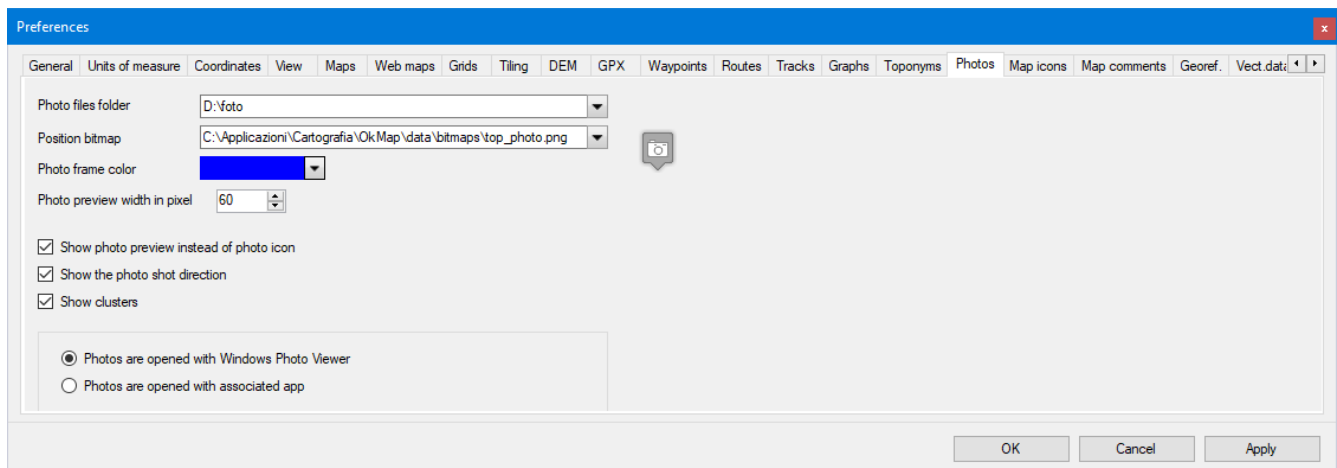 Preferences
x
General Units of measure Coordinates View Maps Web maps Grids Tiling DEM GPX Waypoints Routes Tracks Graphs Toponyms Photos Map icons Map comments Georef. Vect.data
Photo files folder D:\foto
Position bitmap C:\Applicazioni\Cartografia\OkMap\data\bitmaps\top_photo.png
Photo frame color
Photo preview width in pixel 60
Show photo preview instead of photo icon
Show the photo shot direction
Show clusters
Photos are opened with Windows Photo Viewer
Photos are opened with associated app
OK Cancel Apply